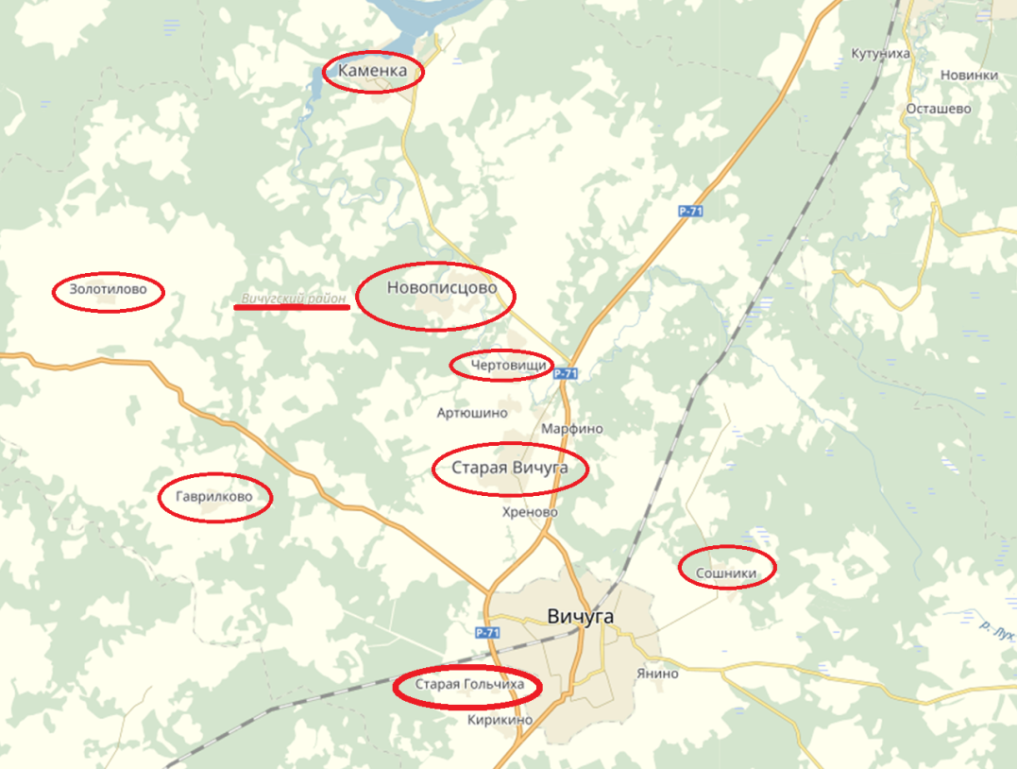 Каменка
Кутуниха
Новинки
Осташево
Р-71
Золотилово
Вичугский район
Новописцово
Чертовищи
Р-71
Артюшино
Марфино
Старая Вичуга
Гаврилково
Хреново
Сошники
Вичуга
Р-71
р. Лук
Янино
Старая Гольчиха
Кирикино